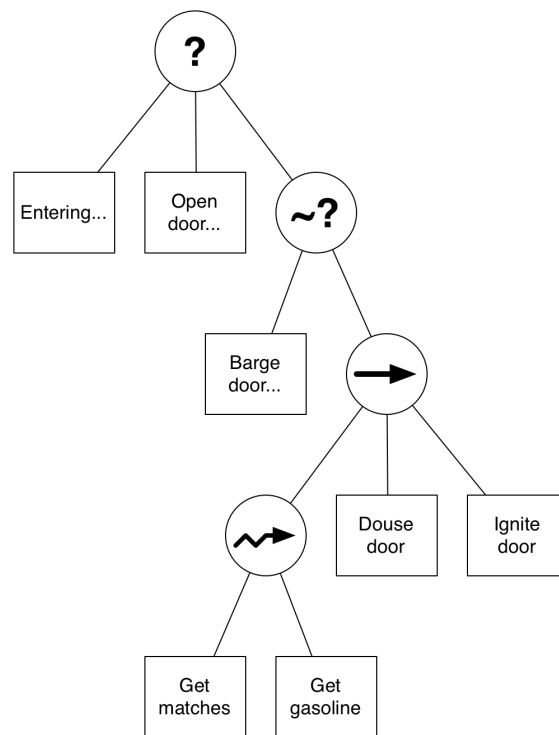 ?
Entering...
Open
door...
~?
Barge
door...
Douse
door
Ignite
door
Get
matches
Get
gasoline